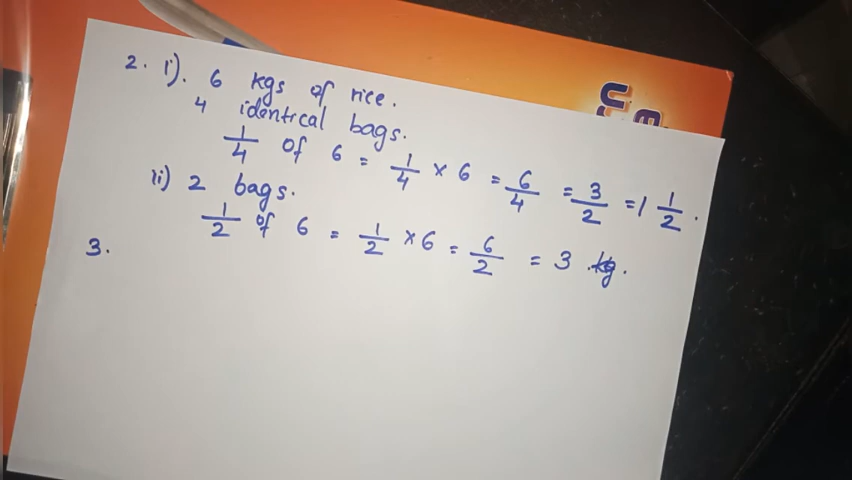 2. i). 6 kgs of rice.
4 identical bags.
1/4 of 6 = 1/4 × 6 = 6/4 = 3/2 = 1 1/2.
ii) 2 bags.
1/2 of 6 = 1/2 × 6 = 6/2 = 3 kg.
3.